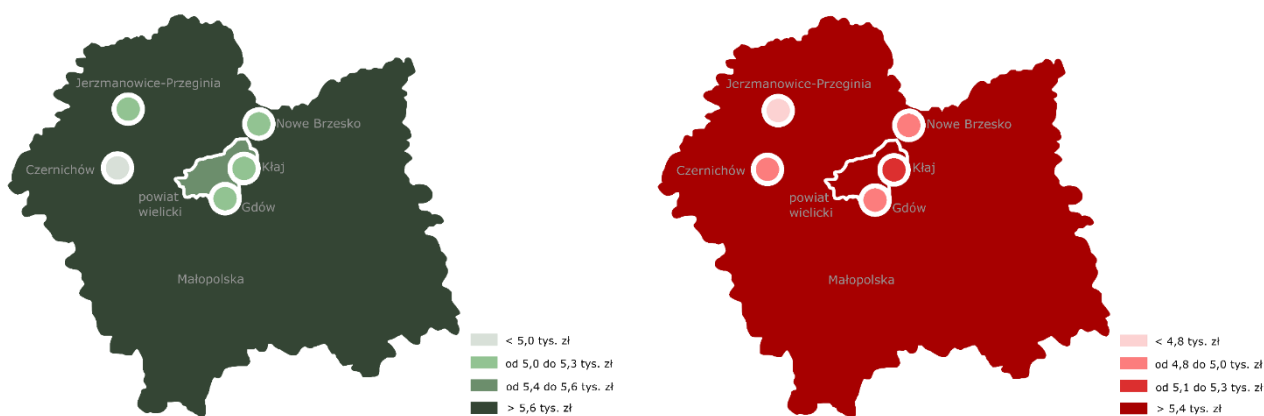 Jerzmanowice-Przeginia
Nowe Brzesko
Czernichów
Kłaj
powiat
wielicki
Gdów
Małopolska
< 5,0 tys. zł
od 5,0 do 5,3 tys. zł
od 5,4 do 5,6 tys. zł
> 5,6 tys. zł
Jerzmanowice-Przeginia
Nowe Brzesko
Czernichów
Kłaj
powiat
wielicki
Gdów
Małopolska
< 4,8 tys. zł
od 4,8 do 5,0 tys. zł
od 5,1 do 5,3 tys. zł
> 5,4 tys. zł